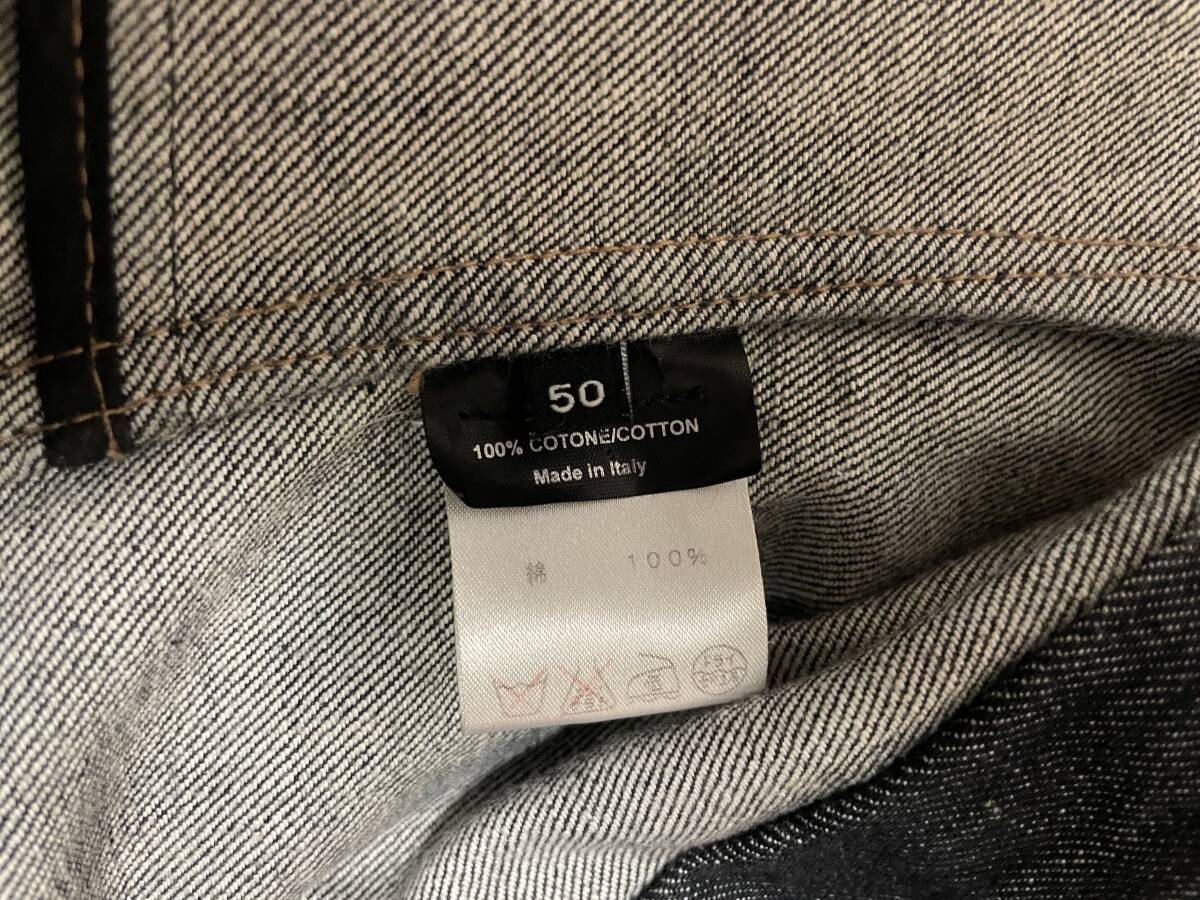 50
100% COTONE/COTTON
Made in Italy
綿 100%